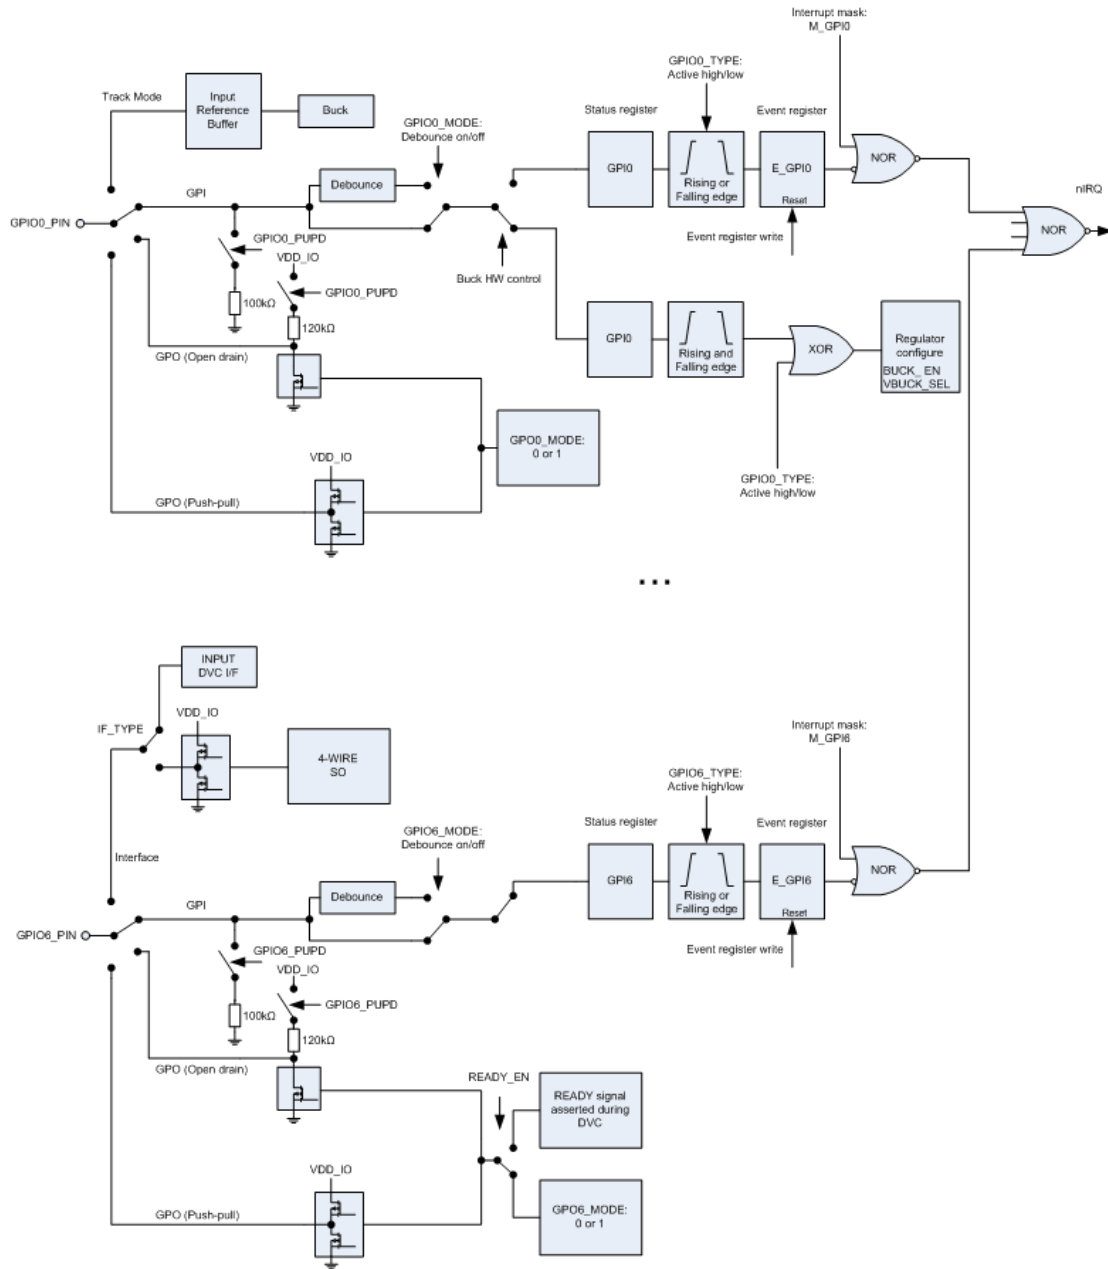 Interrupt mask:
M_GPI0
GPIO0_TYPE:
Active high/low
Track Mode
Input
Reference
Buffer
Buck
GPIO0_MODE:
Debounce on/off
Status register
Event register
GPI0
Rising or
Falling edge
E_GPI0
Reset
NOR
nIRQ
NOR
Debounce
GPI
GPIO0_PIN
GPIO0_PUPD
VDD_IO
Event register write
Buck HW control
GPIO0_PUPD
100kΩ
120kΩ
GPO (Open drain)
GPI0
Rising and
Falling edge
XOR
Regulator
configure
BUCK_ EN
VBUCK_SEL
GPO0_MODE:
0 or 1
VDD_IO
GPIO0_TYPE:
Active high/low
GPO (Push-pull)
...
INPUT
DVC I/F
VDD_IO
IF_TYPE
4-WIRE
SO
Interrupt mask:
M_GPI6
GPIO6_TYPE:
Active high/low
Status register
Event register
GPIO6_MODE:
Debounce on/off
Interface
GPI6
Rising or
Falling edge
E_GPI6
Reset
NOR
Debounce
GPI
GPIO6_PIN
GPIO6_PUPD
VDD_IO
Event register write
GPIO6_PUPD
100kΩ
120kΩ
GPO (Open drain)
READY_EN
READY signal
asserted during
DVC
VDD_IO
GPO (Push-pull)
GPO6_MODE:
0 or 1